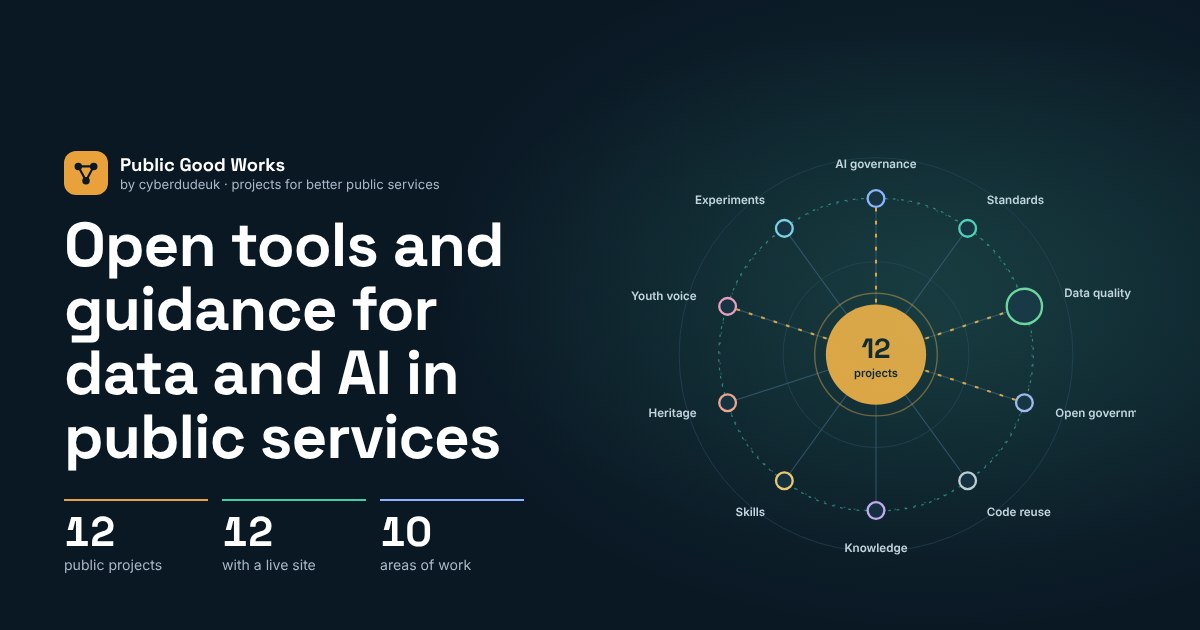 Public Good Works
by cyberdudeuk · projects for better public services
Open tools and
guidance for
data and AI in
public services
12
public projects
12
with a live site
10
areas of work
AI governance
Experiments
Standards
Youth voice
Data quality
12
projects
Heritage
Open governm
Skills
Code reuse
Knowledge